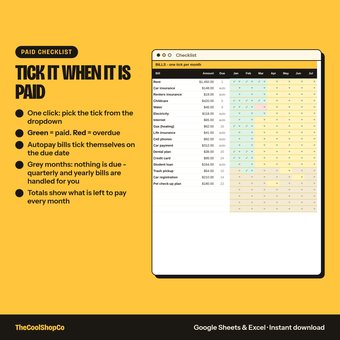 PAID CHECKLIST
TICK IT WHEN IT IS
PAID
One click: pick the tick from the
dropdown
Green = paid. Red = overdue
Autopay bills tick themselves on
the due date
Grey months: nothing is due -
quarterly and yearly bills are
handled for you
Totals show what is left to pay
every month
Checklist
BILLS · one tick per month
Bill Amount Due Jan Feb Mar Apr May Jun Jul
Rent
Car insurance
Renters insurance
Childcare
Water
Electricity
Internet
Gas (heating)
Life insurance
Cell phone
Car payment
Dental plan
Credit card
Student loan
Trash pickup
Car registration
Pet check-up plan
TheCoolShopCo
Google Sheets & Excel · Instant download